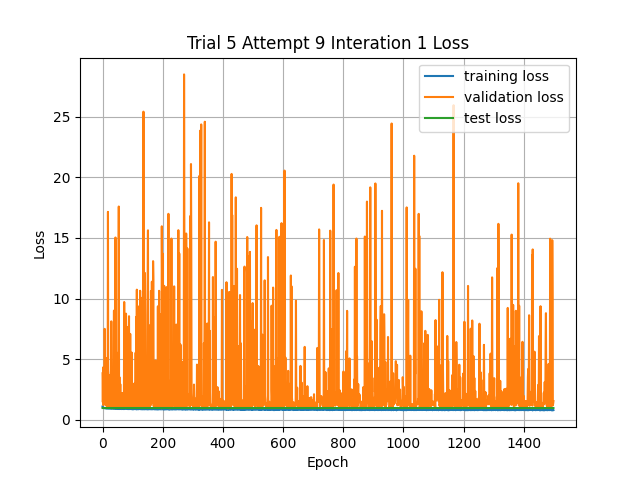 Trial 5 Attempt 9 Interation 1 Loss
training loss
validation loss
test loss
Loss
25
20
15
10
5
0
0 200 400 600 800 1000 1200 1400
Epoch